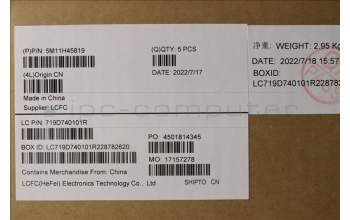 (P)P/N: 5M11H45819
(Q)QTY: 5 PCS
(4L)Origin:CN
DATE: 2022/7/17
Made in China
Supplier: LCFC
LC P/N: 719D740101R
PO: 4501814345
BOX ID: LC719D740101R228782620
MO: 17157278
Contains Merchandise From: China
LCFC(HeFei) Electronics Technology Co., Ltd
SHIPTO CN
净重: WEIGHT: 2.95 Kg
DATE: 2022/7/18 15:57
BOXID:
LC719D740101R228782
ipc-computer